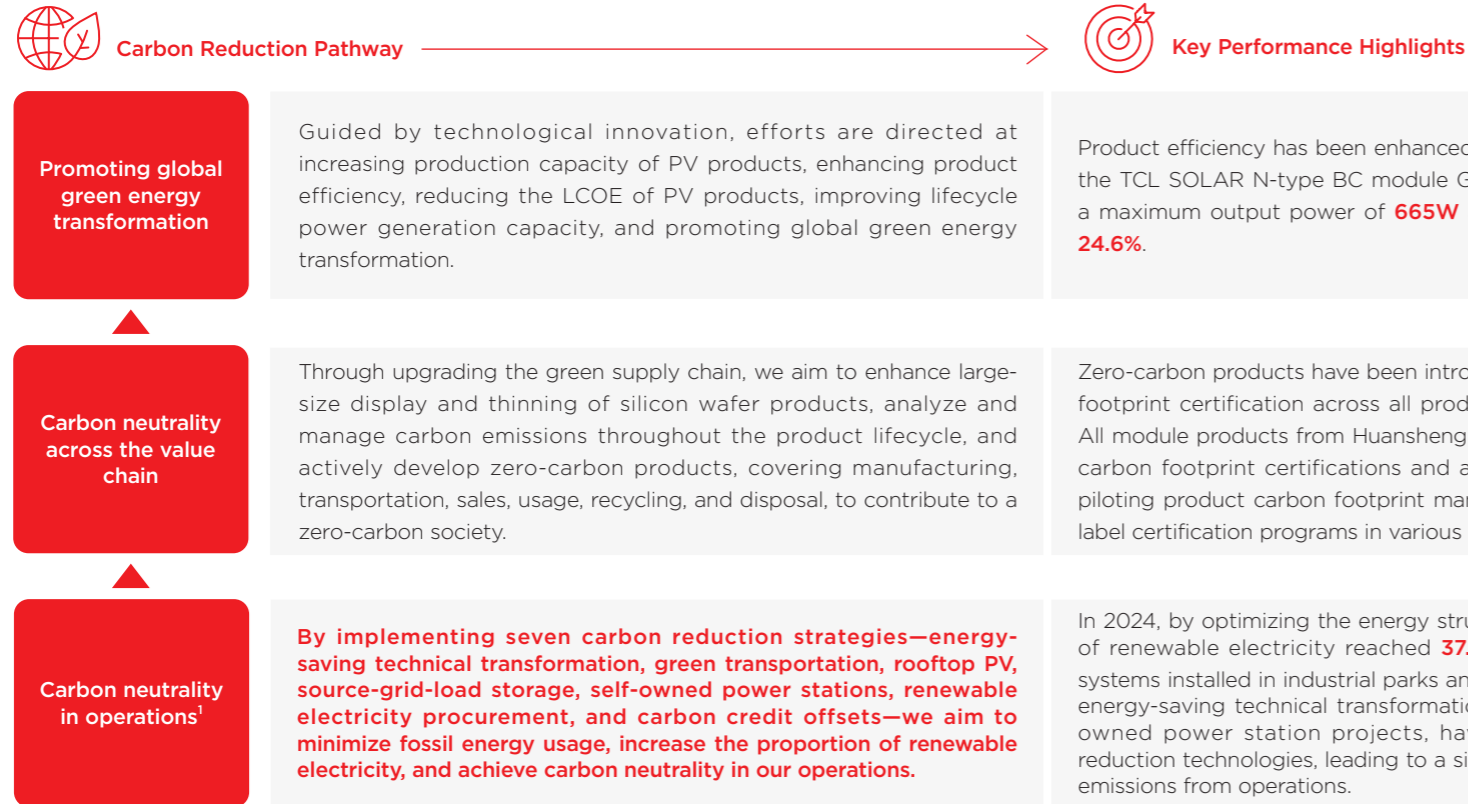 Carbon Reduction Pathway
Key Performance Highlights
Promoting global
green energy
transformation
Guided by technological innovation, efforts are directed at
increasing production capacity of PV products, enhancing product
efficiency, reducing the LCOE of PV products, improving lifecycle
power generation capacity, and promoting global green energy
transformation.
Product efficiency has been enhanced
the TCL SOLAR N-type BC module G
a maximum output power of 665W
24.6%.
Carbon neutrality
across the value
chain
Through upgrading the green supply chain, we aim to enhance large-
size display and thinning of silicon wafer products, analyze and
manage carbon emissions throughout the product lifecycle, and
actively develop zero-carbon products, covering manufacturing,
transportation, sales, usage, recycling, and disposal, to contribute to a
zero-carbon society.
Zero-carbon products have been intro
footprint certification across all prod
All module products from Huansheng
carbon footprint certifications and a
piloting product carbon footprint mar
label certification programs in various
Carbon neutrality
in operations¹
By implementing seven carbon reduction strategies—energy-
saving technical transformation, green transportation, rooftop PV,
source-grid-load storage, self-owned power stations, renewable
electricity procurement, and carbon credit offsets—we aim to
minimize fossil energy usage, increase the proportion of renewable
electricity, and achieve carbon neutrality in our operations.
In 2024, by optimizing the energy stru
of renewable electricity reached 37.
systems installed in industrial parks an
energy-saving technical transformatio
owned power station projects, hav
reduction technologies, leading to a si
emissions from operations.